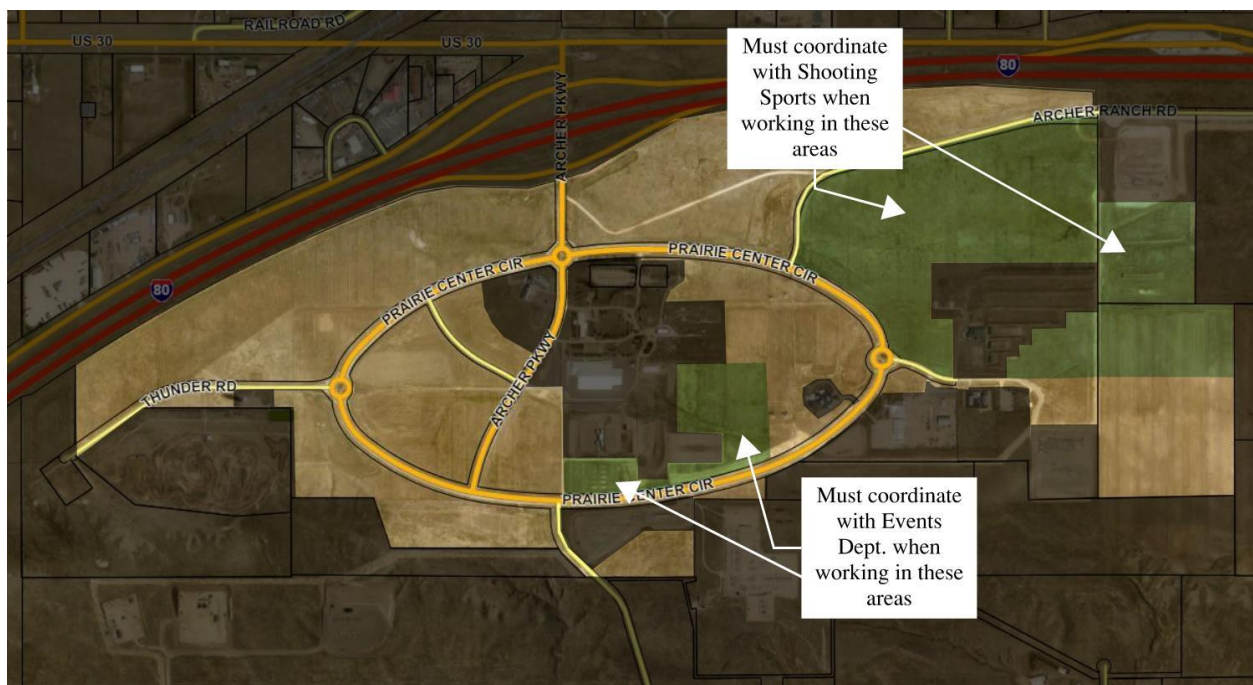 RAILROAD RD
US 30
US 30
80
ARCHER PKWY
Must coordinate
with Shooting
Sports when
working in these
areas
ARCHER RANCH RD
PRAIRIE CENTER CIR
PRAIRIE CENTER CIR
80
THUNDER RD
ARCHER PKWY
PRAIRIE CENTER CIR
Must coordinate
with Events
Dept. when
working in these
areas